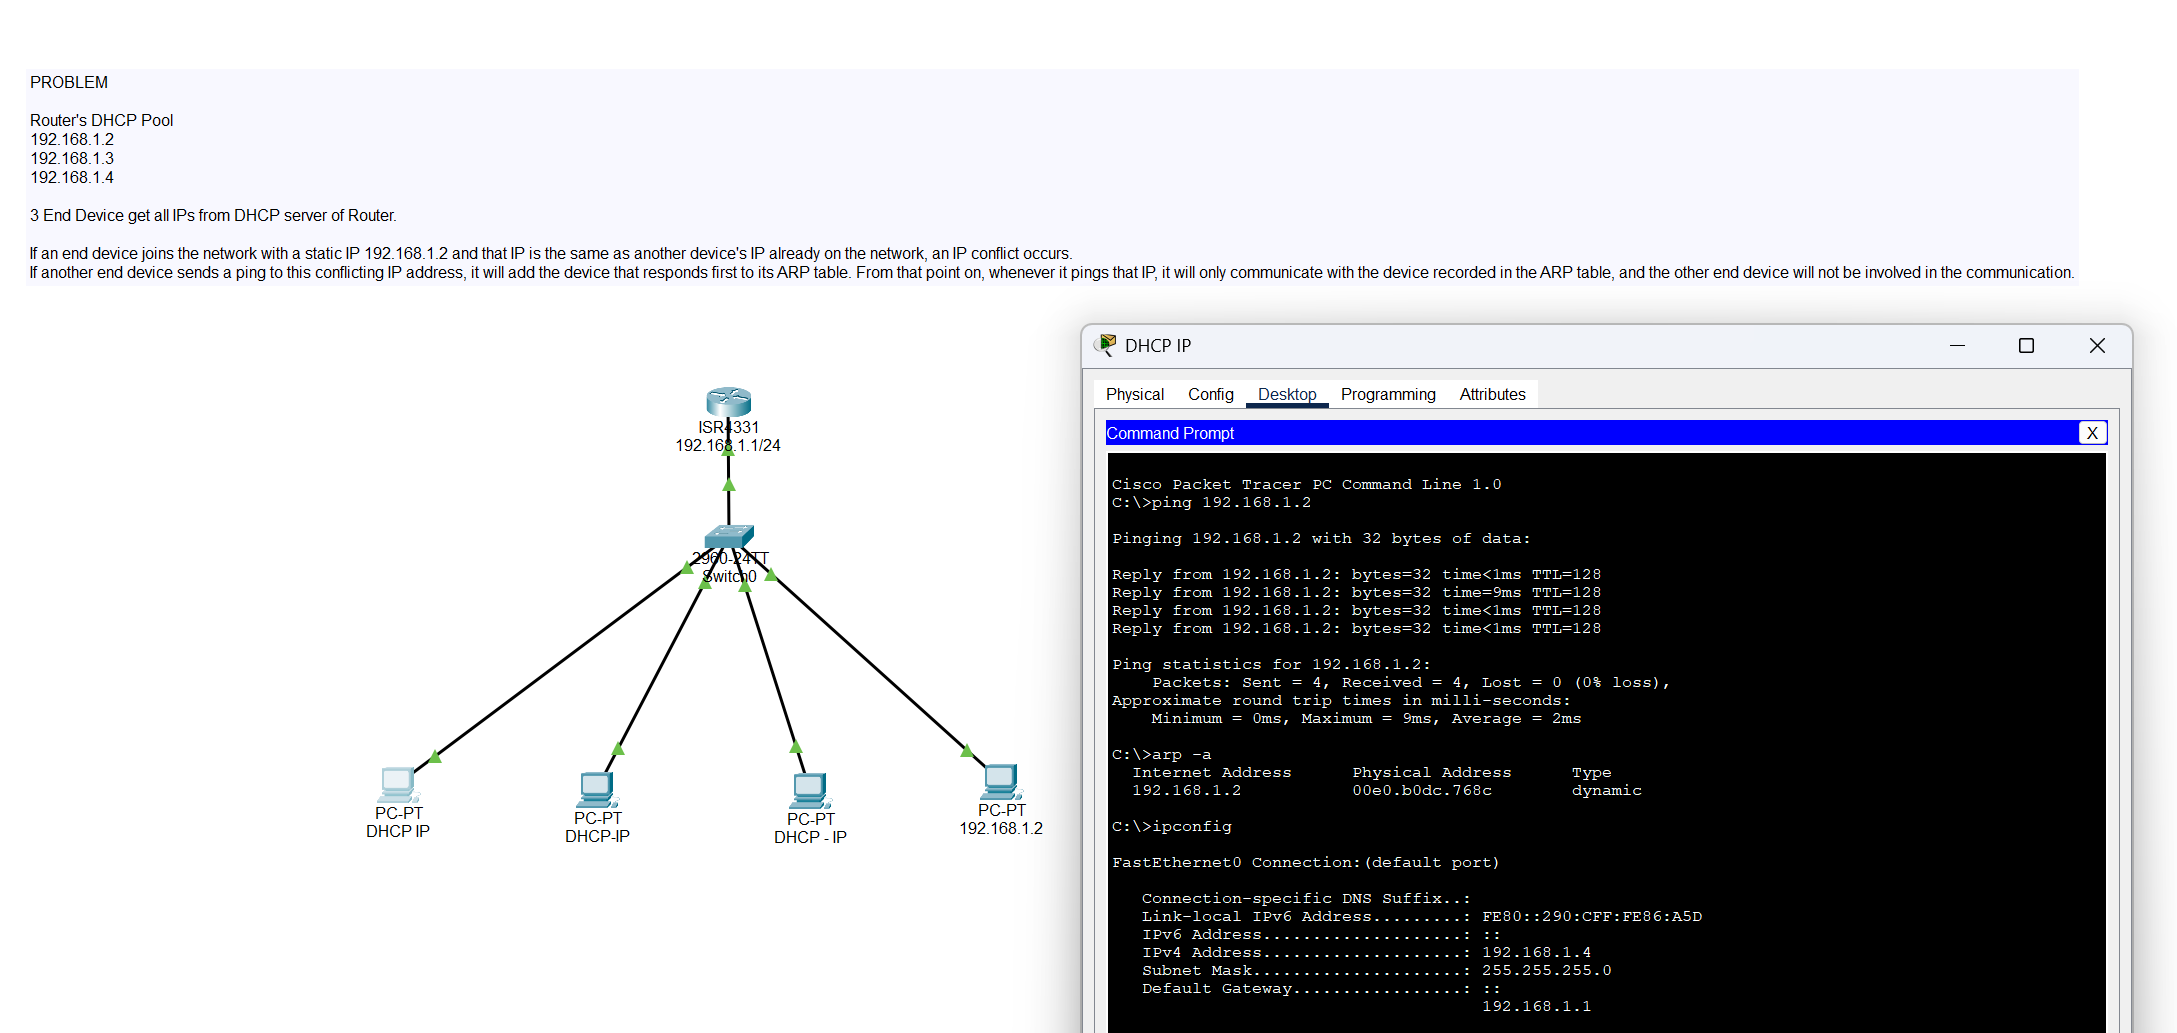 PROBLEM
Router's DHCP Pool
192.168.1.2
192.168.1.3
192.168.1.4
3 End Device get all IPs from DHCP server of Router.
If an end device joins the network with a static IP 192.168.1.2 and that IP is the same as another device's IP already on the network, an IP conflict occurs.
If another end device sends a ping to this conflicting IP address, it will add the device that responds first to its ARP table. From that point on, whenever it pings that IP, it will only communicate with the device recorded in the ARP table, and the other end device will not be involved in the communication.
ISR4331
192.168.1.1/24
2960-24TT
Switch0
PC-PT
DHCP IP
PC-PT
DHCP-IP
PC-PT
DHCP - IP
PC-PT
192.168.1.2
DHCP IP
Physical Config Desktop Programming Attributes
Command Prompt
X
Cisco Packet Tracer PC Command Line 1.0
C:\>ping 192.168.1.2
Pinging 192.168.1.2 with 32 bytes of data:
Reply from 192.168.1.2: bytes=32 time<1ms TTL=128
Reply from 192.168.1.2: bytes=32 time=9ms TTL=128
Reply from 192.168.1.2: bytes=32 time<1ms TTL=128
Reply from 192.168.1.2: bytes=32 time<1ms TTL=128
Ping statistics for 192.168.1.2:
Packets: Sent = 4, Received = 4, Lost = 0 (0% loss),
Approximate round trip times in milli-seconds:
Minimum = 0ms, Maximum = 9ms, Average = 2ms
C:\>arp -a
Internet Address Physical Address Type
192.168.1.2 00e0.b0dc.768c dynamic
C:\>ipconfig
FastEthernet0 Connection:(default port)
Connection-specific DNS Suffix..:
Link-local IPv6 Address.........: FE80::290:CFF:FE86:A5D
IPv6 Address....................: ::
IPv4 Address....................: 192.168.1.4
Subnet Mask.....................: 255.255.255.0
Default Gateway.................: ::
192.168.1.1